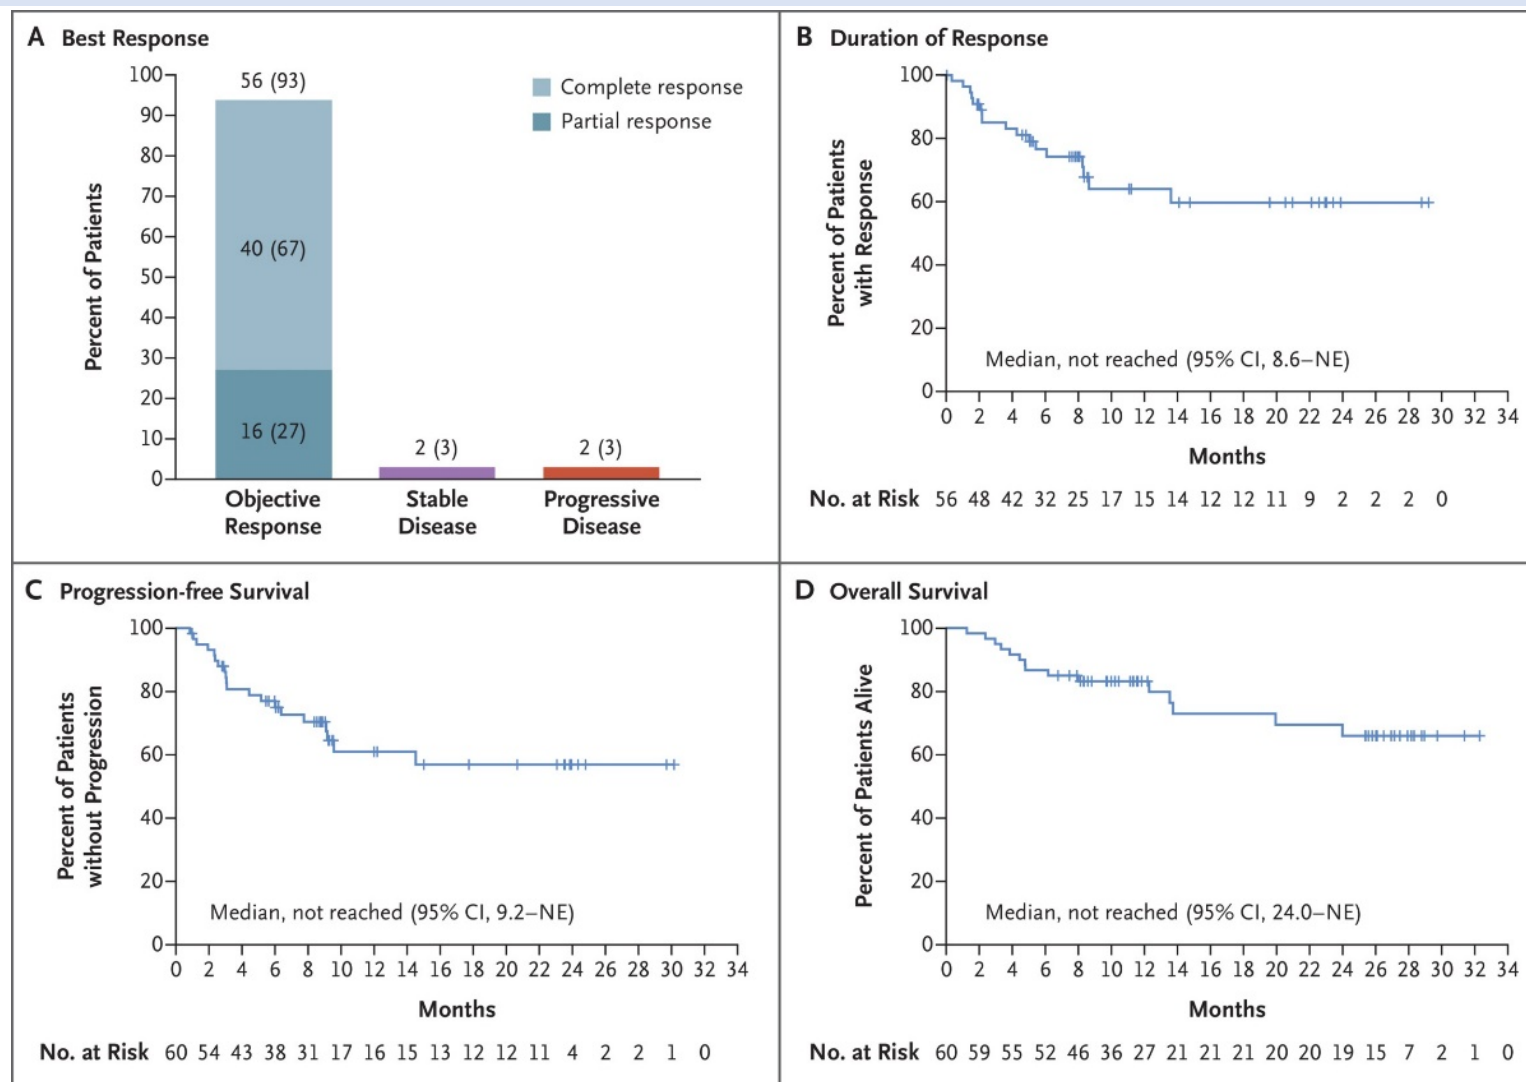 A Best Response
100
90
80
70
60
50
40
30
20
10
0
Percent of Patients
56 (93)
40 (67)
16 (27)
2 (3)
2 (3)
Complete response
Partial response
Objective
Response
Stable
Disease
Progressive
Disease
B Duration of Response
100
80
60
40
20
0
Percent of Patients
with Response
Median, not reached (95% CI, 8.6–NE)
0 2 4 6 8 10 12 14 16 18 20 22 24 26 28 30 32 34
Months
No. at Risk 56 48 42 32 25 17 15 14 12 12 11 9 2 2 2 0
C Progression-free Survival
100
80
60
40
20
0
Percent of Patients
without Progression
Median, not reached (95% CI, 9.2–NE)
0 2 4 6 8 10 12 14 16 18 20 22 24 26 28 30 32 34
Months
No. at Risk 60 54 43 38 31 17 16 15 13 12 12 11 4 2 2 1 0
D Overall Survival
100
80
60
40
20
0
Percent of Patients Alive
Median, not reached (95% CI, 24.0–NE)
0 2 4 6 8 10 12 14 16 18 20 22 24 26 28 30 32 34
Months
No. at Risk 60 59 55 52 46 36 27 21 21 21 20 20 19 15 7 2 1 0